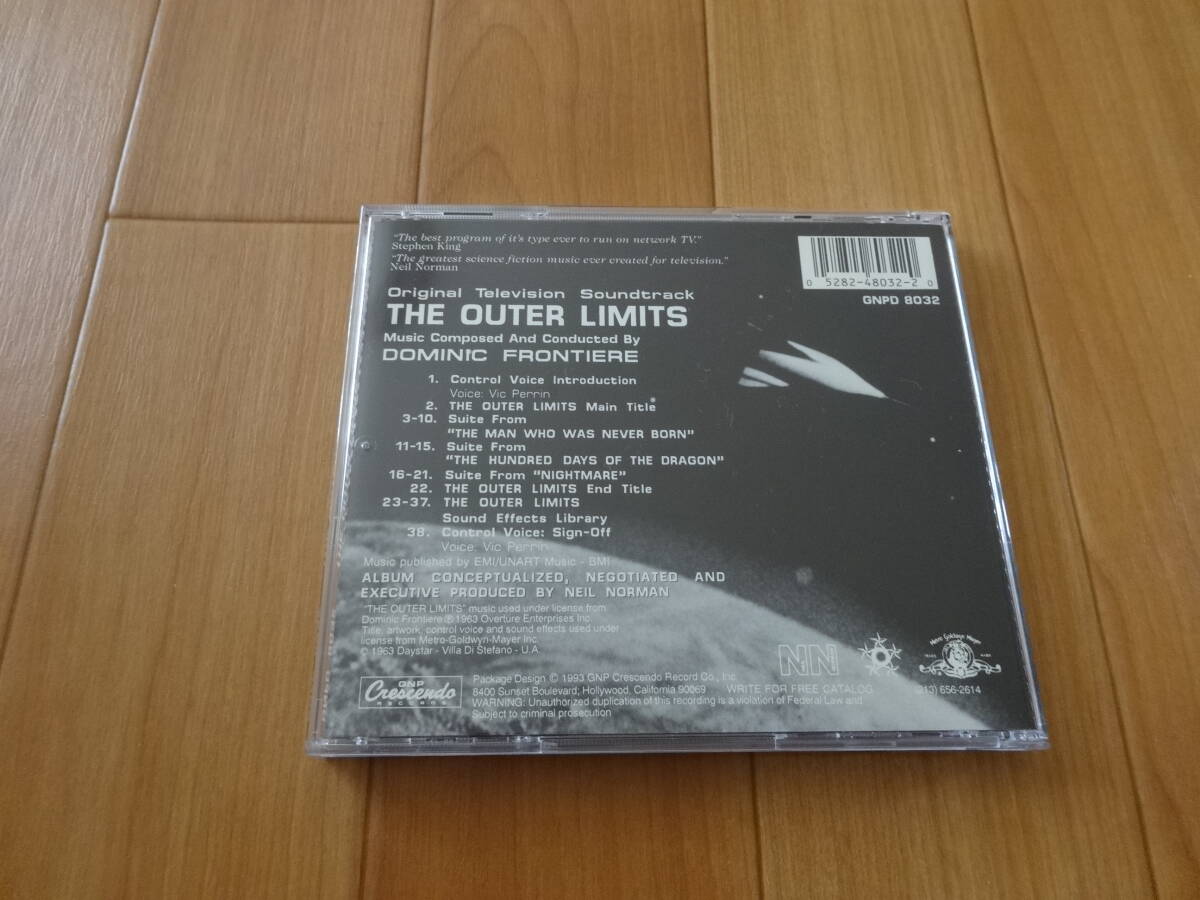 "The best program of it's type ever to run on network TV."
Stephen King
"The greatest science fiction music ever created for television."
Neil Norman
0 5282-48032-2 0
GNPD 8032
Original Television Soundtrack
THE OUTER LIMITS
Music Composed And Conducted By
DOMINIC FRONTIERE
1. Control Voice Introduction
Voice: Vic Perrin
2. THE OUTER LIMITS Main Title
3-10. Suite From
"THE MAN WHO WAS NEVER BORN"
11-15. Suite From
"THE HUNDRED DAYS OF THE DRAGON"
16-21. Suite From "NIGHTMARE"
22. THE OUTER LIMITS End Title
23-37. THE OUTER LIMITS
Sound Effects Library
38. Control Voice: Sign-Off
Voice: Vic Perrin
Music published by EMI/UNART Music - BMI
ALBUM CONCEPTUALIZED, NEGOTIATED AND
EXECUTIVE PRODUCED BY NEIL NORMAN
"THE OUTER LIMITS" music used under license from
Dominic Frontiere ℗ 1963 Overture Enterprises Inc.
Title, artwork, control voice and sound effects used under
license from Metro-Goldwyn-Mayer Inc.
© 1963 Daystar - Villa Di Stefano - U.A.
GNP
Crescendo
RECORDS
Package Design © 1993 GNP Crescendo Record Co., Inc.
8400 Sunset Boulevard, Hollywood, California 90069 WRITE FOR FREE CATALOG (213) 656-2614
WARNING: Unauthorized duplication of this recording is a violation of Federal Law and
Subject to criminal prosecution
NN
Metro Goldwyn Mayer
TRADE MARK